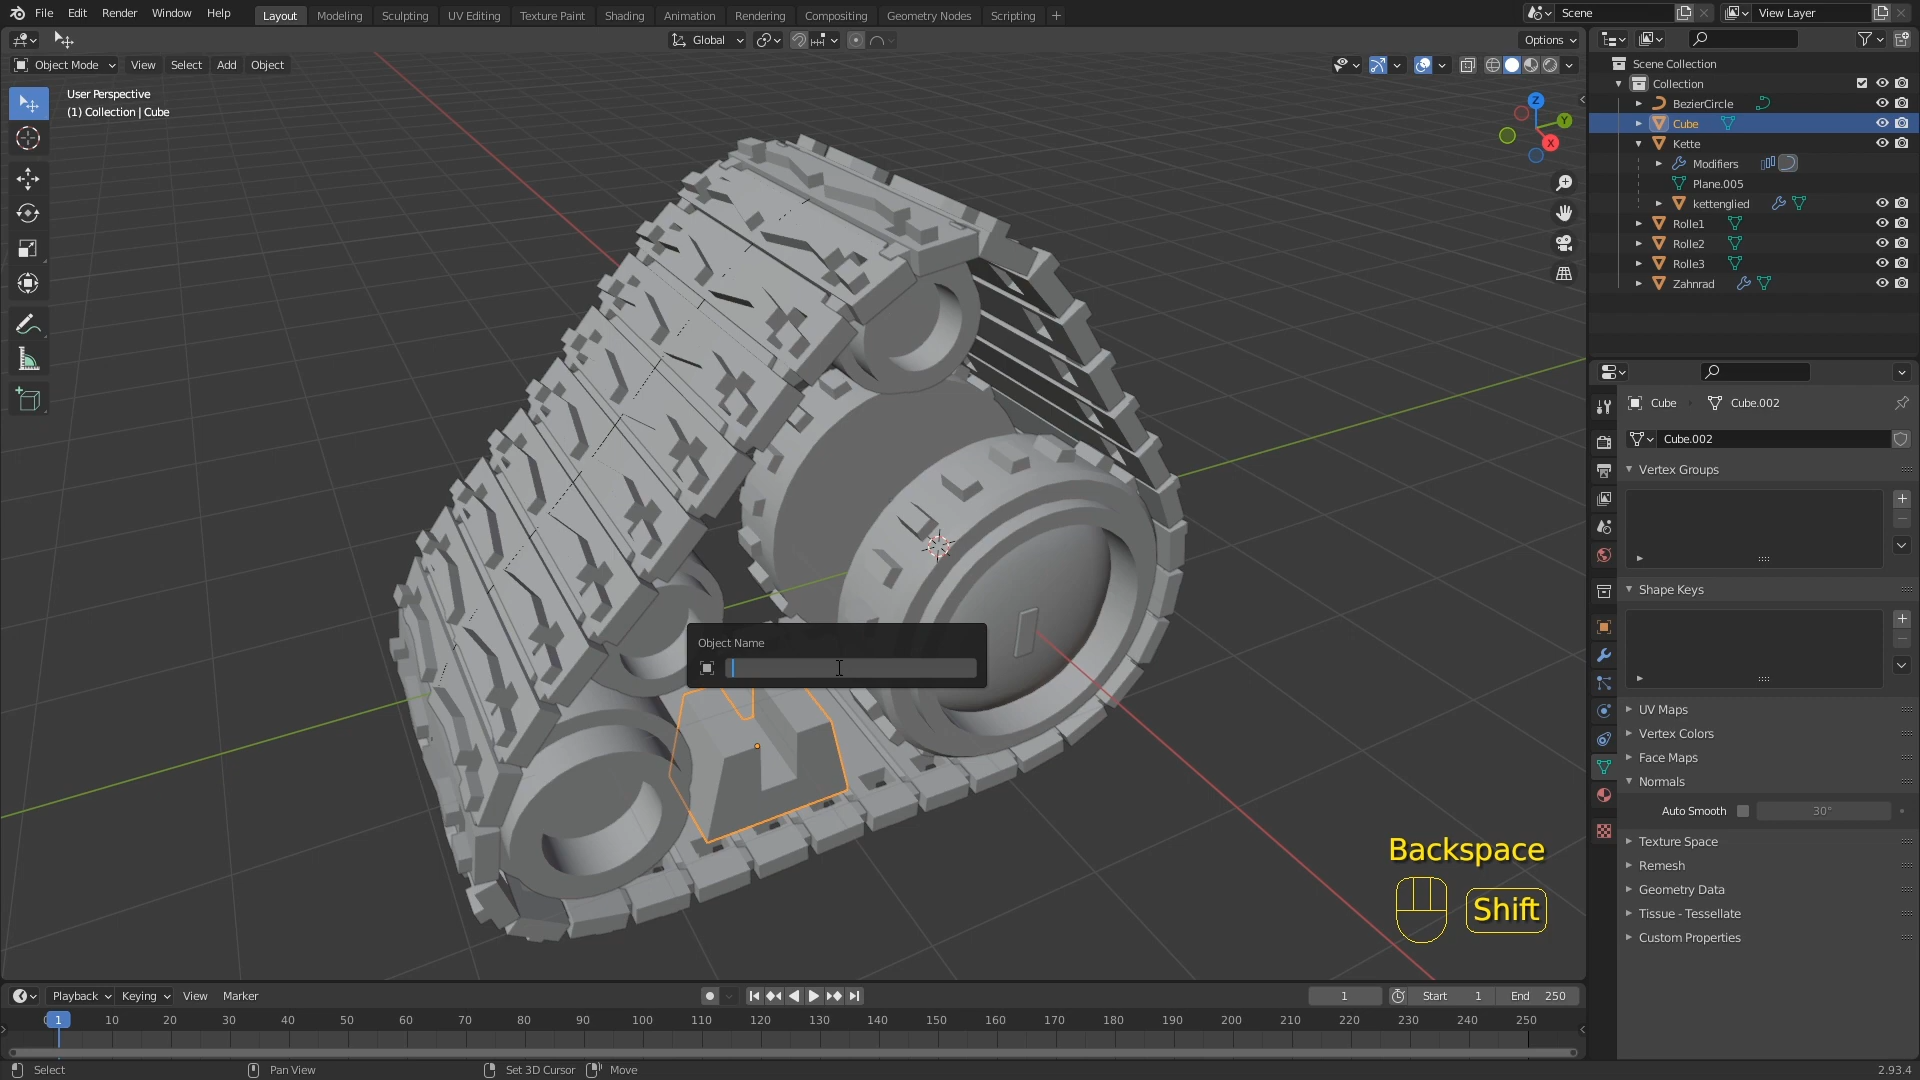 File Edit Render Window Help Layout Modeling Sculpting UV Editing Texture Paint Shading Animation Rendering Compositing Geometry Nodes Scripting + Scene View Layer
Global Options
Object Mode View Select Add Object
User Perspective
(1) Collection | Cube
Z
Y
X
Scene Collection
Collection
BezierCircle
Cube
Kette
Modifiers
Plane.005
kettenglied
Rolle1
Rolle2
Rolle3
Zahnrad
Cube Cube.002
Cube.002
Vertex Groups
Shape Keys
UV Maps
Vertex Colors
Face Maps
Normals
Auto Smooth 30°
Texture Space
Remesh
Geometry Data
Tissue - Tessellate
Custom Properties
Object Name
Backspace
Shift
Playback Keying View Marker 1 Start 1 End 250
1 10 20 30 40 50 60 70 80 90 100 110 120 130 140 150 160 170 180 190 200 210 220 230 240 250
Select Pan View Set 3D Cursor Move 2.93.4